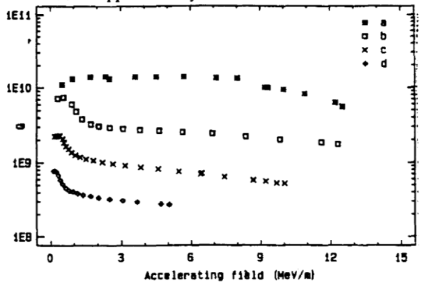 1E11
1E10
1E9
1E8
Q
a
b
c
d
0 3 6 9 12 15
Accelerating field (MeV/m)